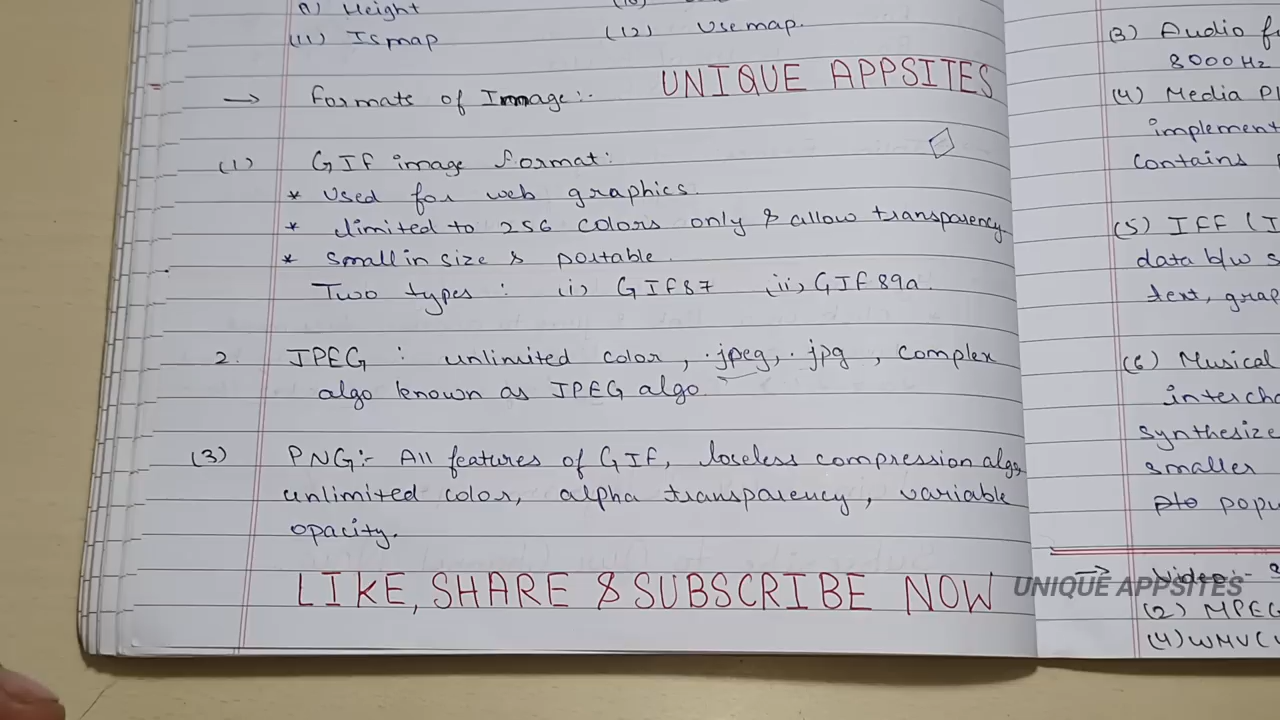 Height
(11) Ismap
(12) Usemap.
UNIQUE APPSITES
→ Formats of Image:-
(1) GIF image format:
* Used for web graphics.
* Limited to 256 colors only & allow transparency
* Small in size & portable.
Two types : (i) GIF87 (ii) GIF89a.
2. JPEG : unlimited color, .jpeg, .jpg, complex
algo known as JPEG algo.
(3) PNG:- All features of GIF, loseless compression algo,
unlimited color, alpha transparency, variable
opacity.
LIKE, SHARE & SUBSCRIBE NOW
(3) Audio f
8000 Hz
(4) Media Pl
implement
contains
(5) IFF (I
data b/w s
text, grap
(6) Musical
interch
synthesize
smaller
popu
→ Video:-
UNIQUE APPSITES
(2) MPEG
(4) WMV (